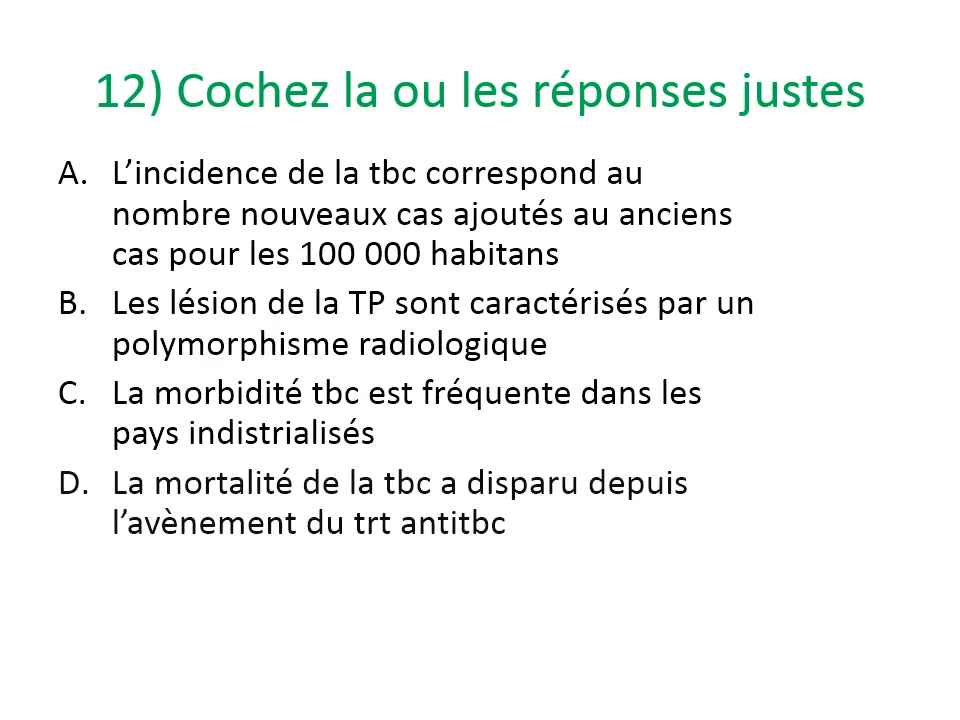 12) Cochez la ou les réponses justes
A. L’incidence de la tbc correspond au
nombre nouveaux cas ajoutés au anciens
cas pour les 100 000 habitans
B. Les lésion de la TP sont caractérisés par un
polymorphisme radiologique
C. La morbidité tbc est fréquente dans les
pays indistrialisés
D. La mortalité de la tbc a disparu depuis
l’avènement du trt antitbc